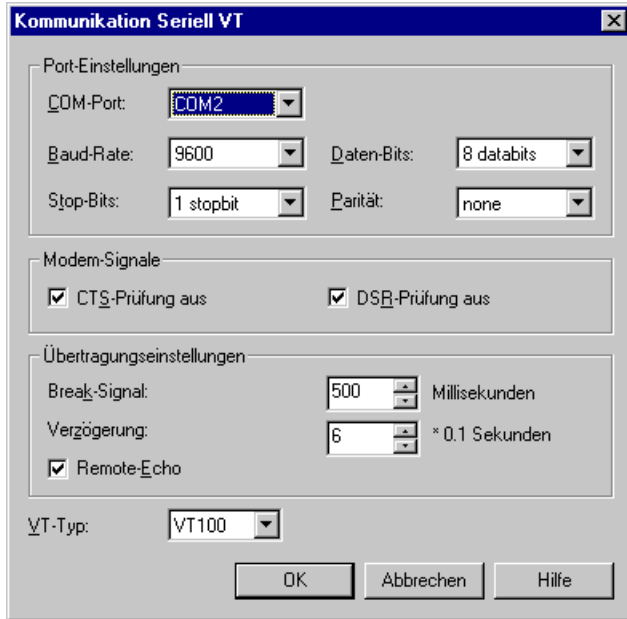 Kommunikation Seriell VT
Port-Einstellungen
COM-Port: COM2
Baud-Rate: 9600 Daten-Bits: 8 databits
Stop-Bits: 1 stopbit Parität: none
Modem-Signale
CTS-Prüfung aus DSR-Prüfung aus
Übertragungseinstellungen
Break-Signal: 500 Millisekunden
Verzögerung: 6 * 0.1 Sekunden
Remote-Echo
VT-Typ: VT100
OK Abbrechen Hilfe